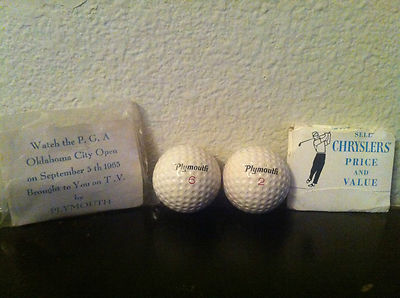 Watch the P. G. A
Oklahoma City Open
on September 5 th 1965
Brought to You on T. V.
by
PLYMOUTH
Plymouth
6
Plymouth
2
SELL
CHRYSLERS'
PRICE
AND
VALUE